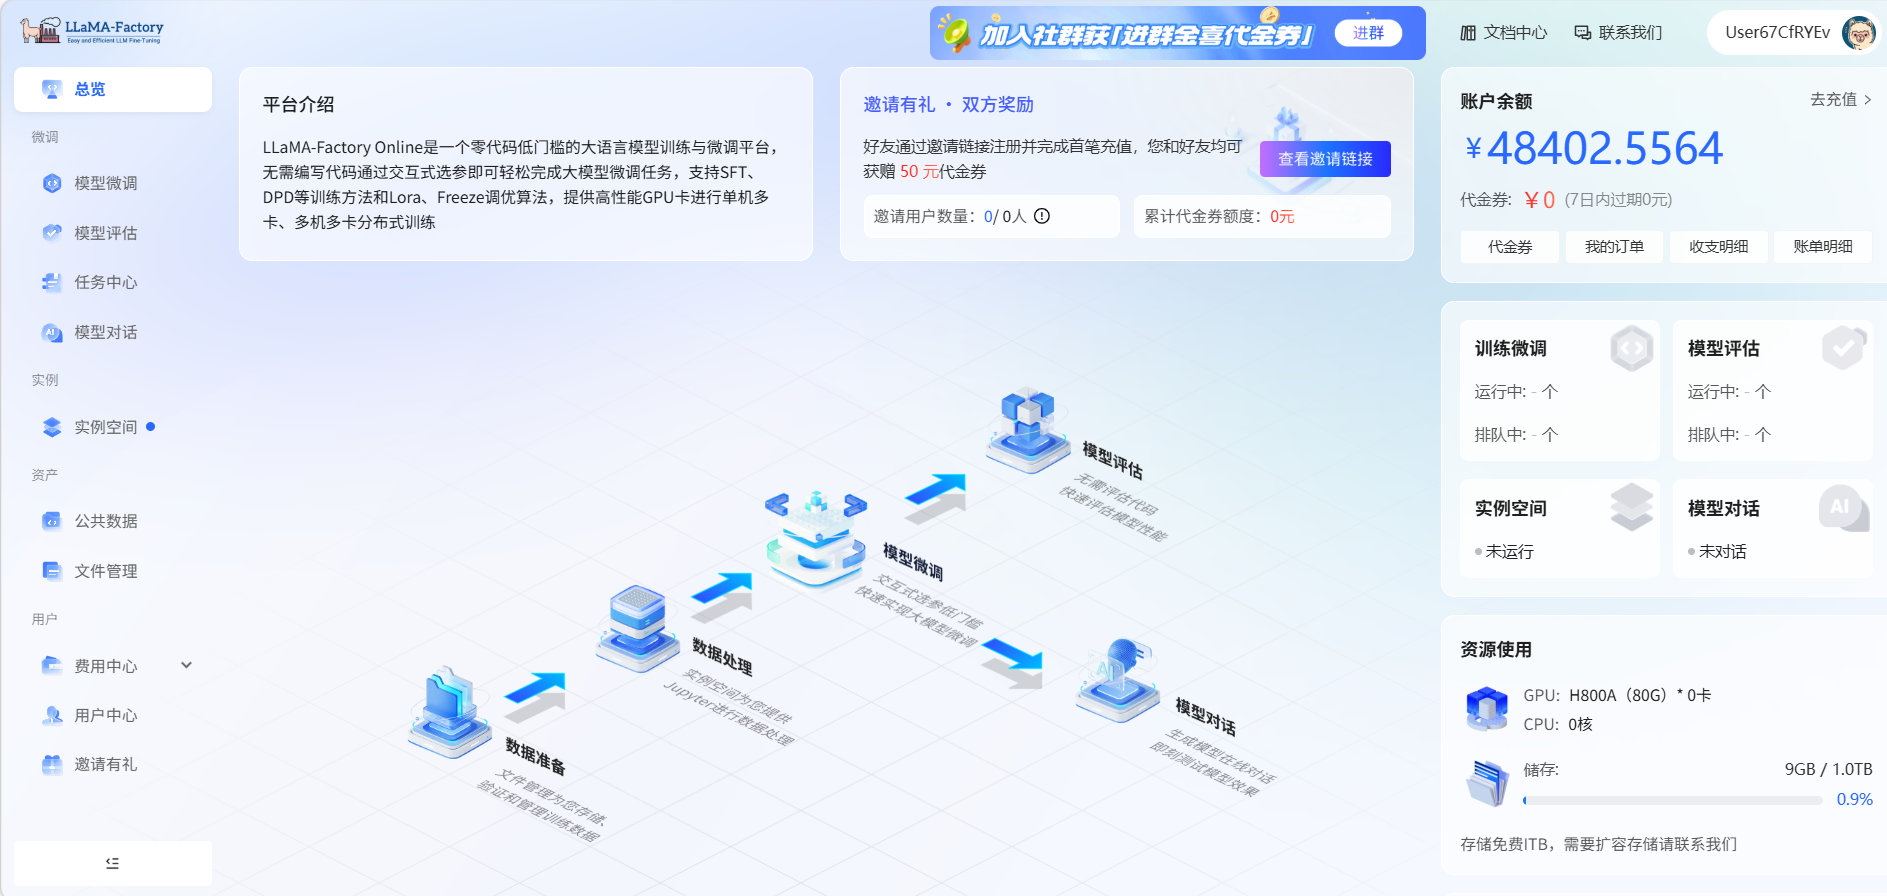 LLaMA-Factory
Easy and Efficient LLM Fine-Tuning
加入社群获「进群金喜代金券」
进群
文档中心
联系我们
User67CfRYEv
总览
微调
模型微调
模型评估
任务中心
模型对话
实例
实例空间
资产
公共数据
文件管理
用户
费用中心
用户中心
邀请有礼
平台介绍
LLaMA-Factory Online是一个零代码低门槛的大语言模型训练与微调平台，
无需编写代码通过交互式选参即可轻松完成大模型微调任务，支持SFT、
DPD等训练方法和Lora、Freeze调优算法，提供高性能GPU卡进行单机多
卡、多机多卡分布式训练
邀请有礼 · 双方奖励
好友通过邀请链接注册并完成首笔充值，您和好友均可
获赠 50 元代金券
查看邀请链接
邀请用户数量：0/ 0人
累计代金券额度：0元
模型评估
无需评估代码
快速评估模型性能
模型微调
交互式选参低门槛
快速实现大模型微调
数据处理
实例空间为您提供
Jupyter进行数据处理
模型对话
生成模型在线对话
即刻测试模型效果
数据准备
文件管理为您存储、
验证和管理训练数据
AI
账户余额
去充值 >
¥48402.5564
代金券: ¥0 (7日内过期0元)
代金券
我的订单
收支明细
账单明细
训练微调
运行中: - 个
排队中: - 个
模型评估
运行中: - 个
排队中: - 个
实例空间
未运行
模型对话
AI
未对话
资源使用
GPU: H800A（80G）* 0卡
CPU: 0核
储存:
9GB / 1.0TB
0.9%
存储免费ITB，需要扩容存储请联系我们